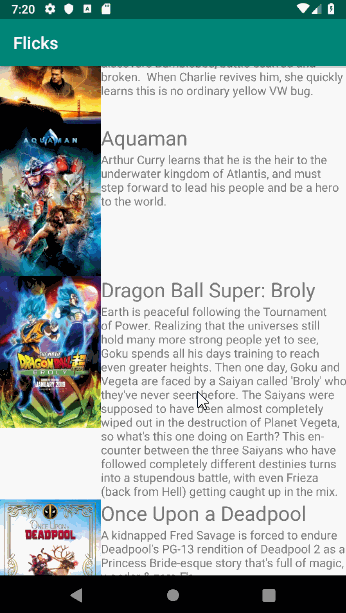 7:20
Flicks
broken. When Charlie revives him, she quickly
learns this is no ordinary yellow VW bug.
AQUAMAN
Aquaman
Arthur Curry learns that he is the heir to the
underwater kingdom of Atlantis, and must
step forward to lead his people and be a hero
to the world.
Dragon Ball Super: Broly
Earth is peaceful following the Tournament
of Power. Realizing that the universes still
hold many more strong people yet to see,
Goku spends all his days training to reach
even greater heights. Then one day, Goku and
Vegeta are faced by a Saiyan called 'Broly' who
they've never seen before. The Saiyans were
supposed to have been almost completely
wiped out in the destruction of Planet Vegeta,
so what's this one doing on Earth? This en-
counter between the three Saiyans who have
followed completely different destinies turns
into a stupendous battle, with even Frieza
(back from Hell) getting caught up in the mix.
DRAGONBALL
BROLY
JANUARY 2019
Once Upon a Deadpool
A kidnapped Fred Savage is forced to endure
Deadpool's PG-13 rendition of Deadpool 2 as a
Princess Bride-esque story that's full of magic,
ONCE UPON A
DEADPOOL